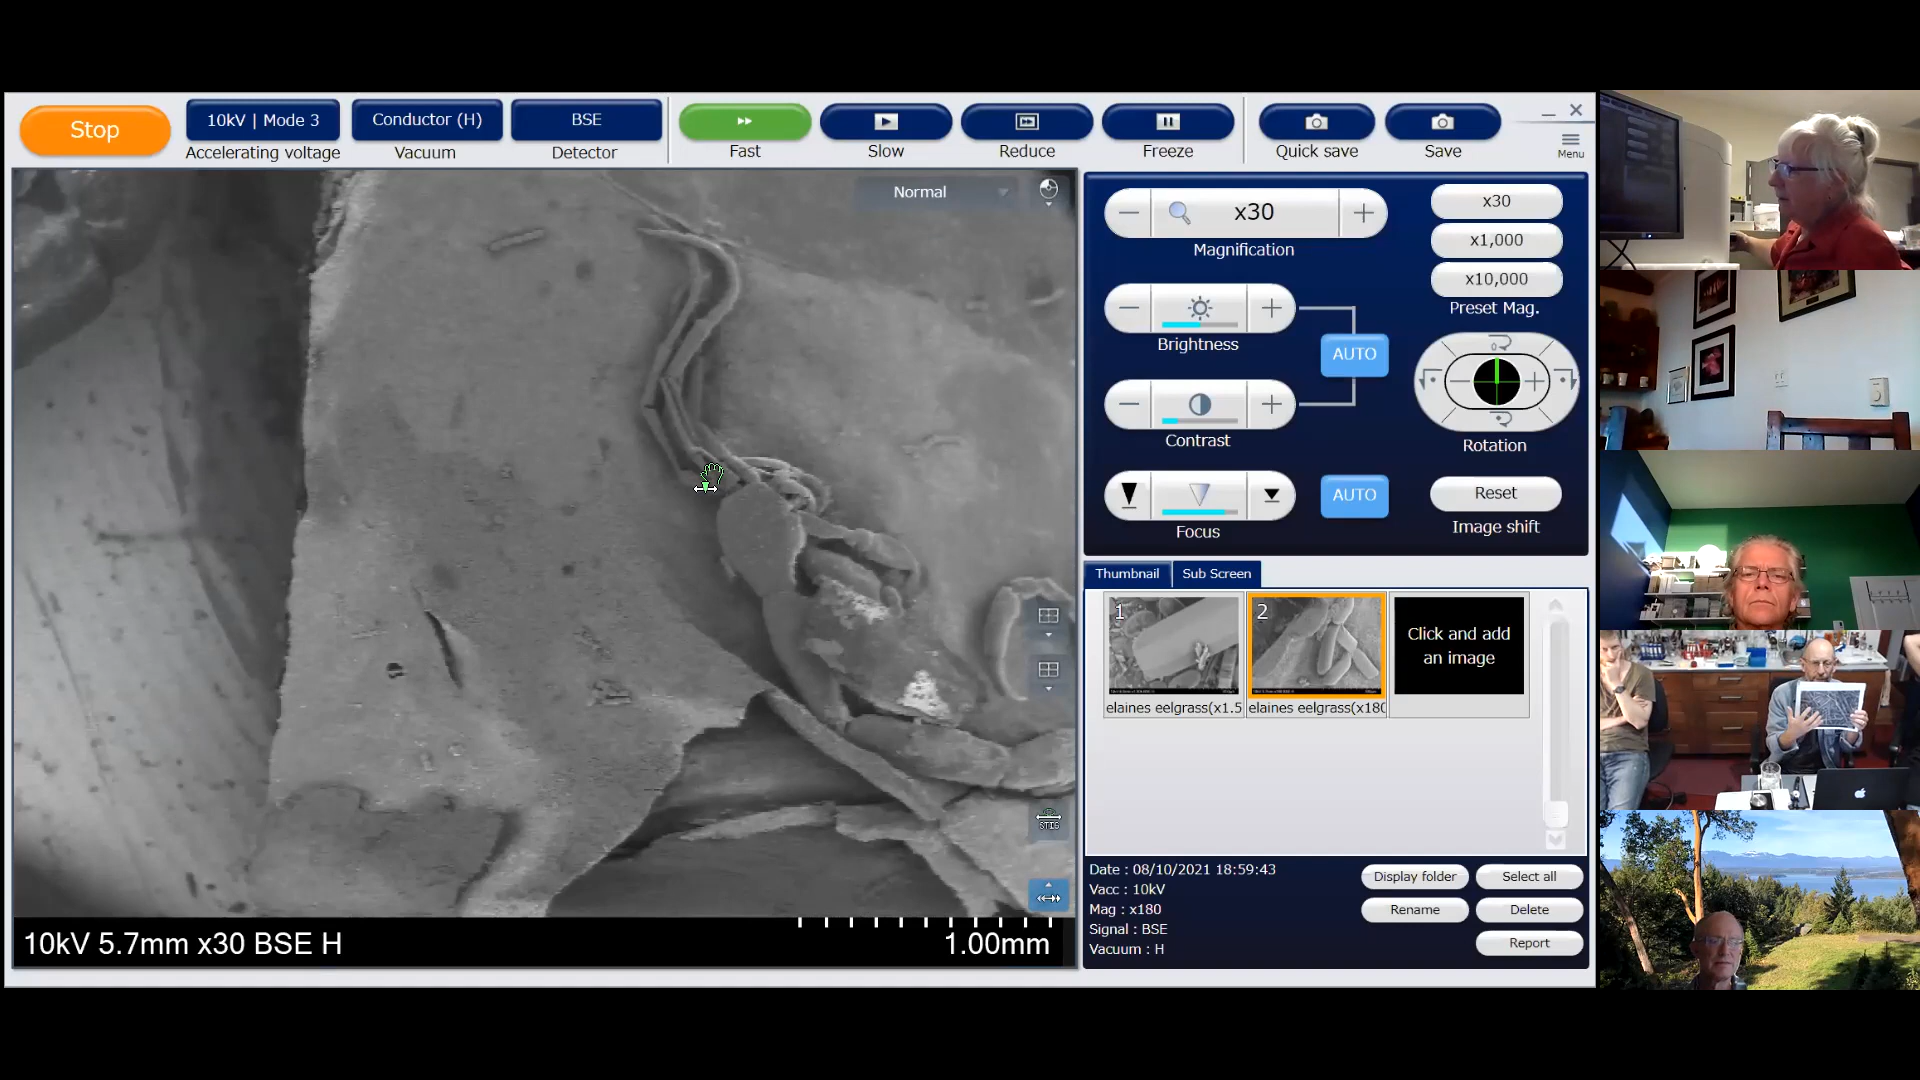 Stop
10kV | Mode 3
Accelerating voltage
Conductor (H)
Vacuum
BSE
Detector
Fast
Slow
Reduce
Freeze
Quick save
Save
Menu
Normal
x30
Magnification
x30
x1,000
x10,000
Preset Mag.
Brightness
AUTO
Contrast
Rotation
Focus
AUTO
Reset
Image shift
Thumbnail
Sub Screen
1
2
Click and add
an image
elaines eelgrass(x1.5
elaines eelgrass(x180
STIG
Date : 08/10/2021 18:59:43
Vacc : 10kV
Mag : x180
Signal : BSE
Vacuum : H
Display folder
Select all
Rename
Delete
Report
10kV 5.7mm x30 BSE H
1.00mm